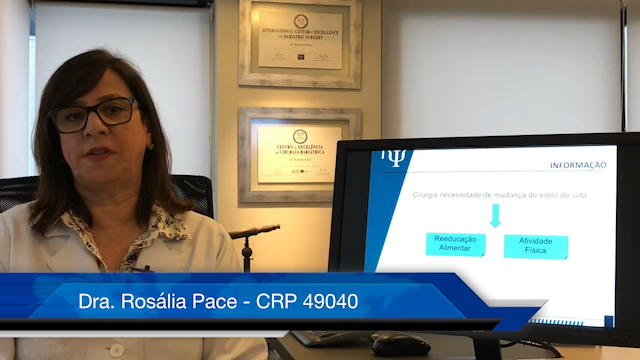 INTERNATIONAL CENTER of EXCELLENCE
for BARIATRIC SURGERY
CENTRO de EXCELÊNCIA
em CIRURGIA BARIÁTRICA
Ψ
INFORMAÇÃO
Cirurgia necessidade de mudança do estilo de vida
Reeducação
Alimentar
Atividade
Física
Dra. Rosália Pace - CRP 49040